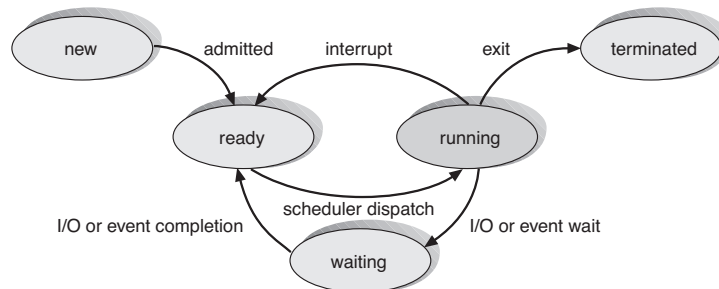 new
admitted
interrupt
exit
terminated
ready
running
scheduler dispatch
I/O or event completion
I/O or event wait
waiting